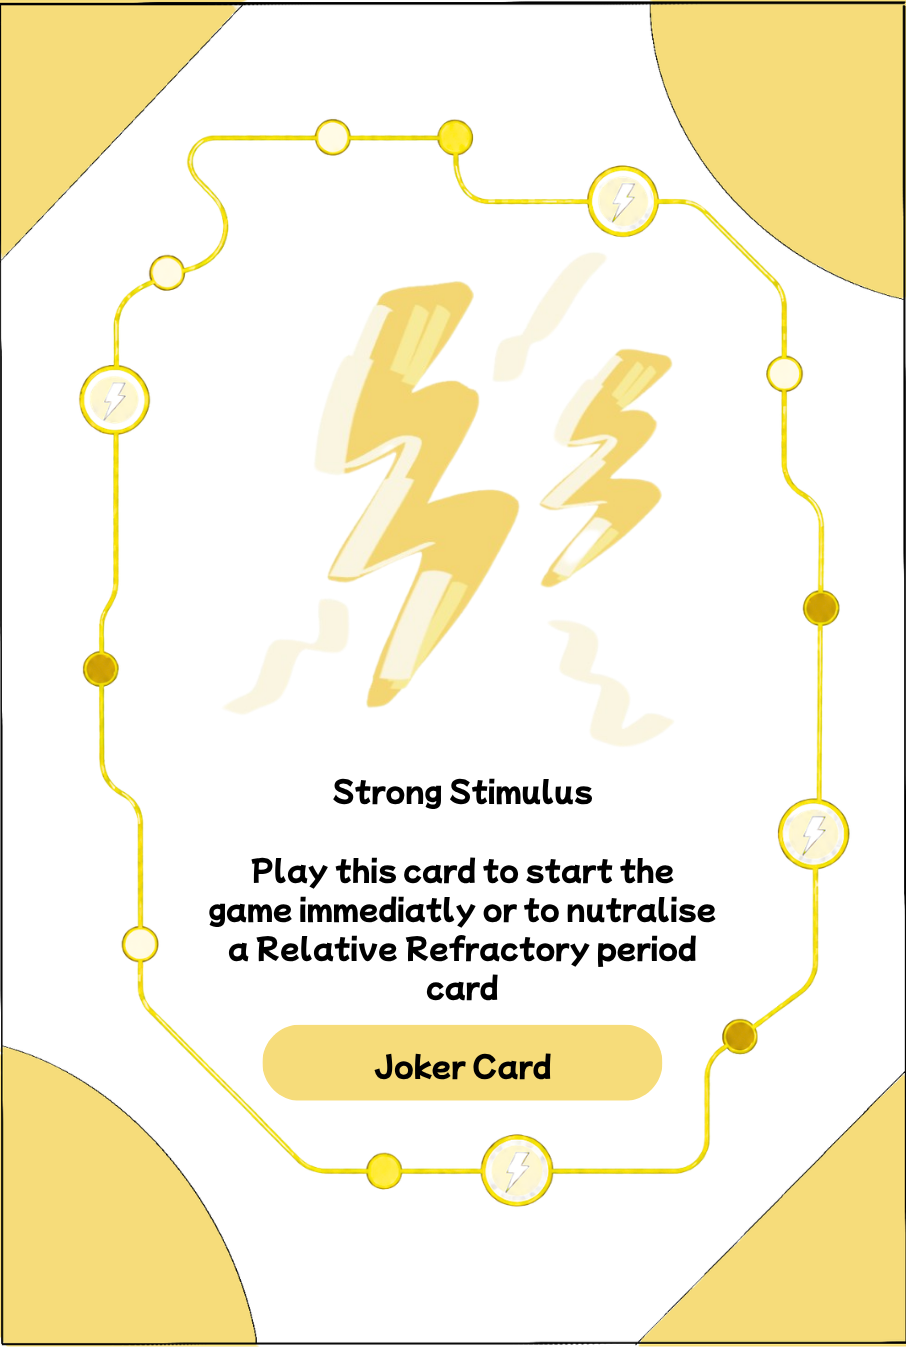 Strong Stimulus
Play this card to start the
game immediatly or to nutralise
a Relative Refractory period
card
Joker Card